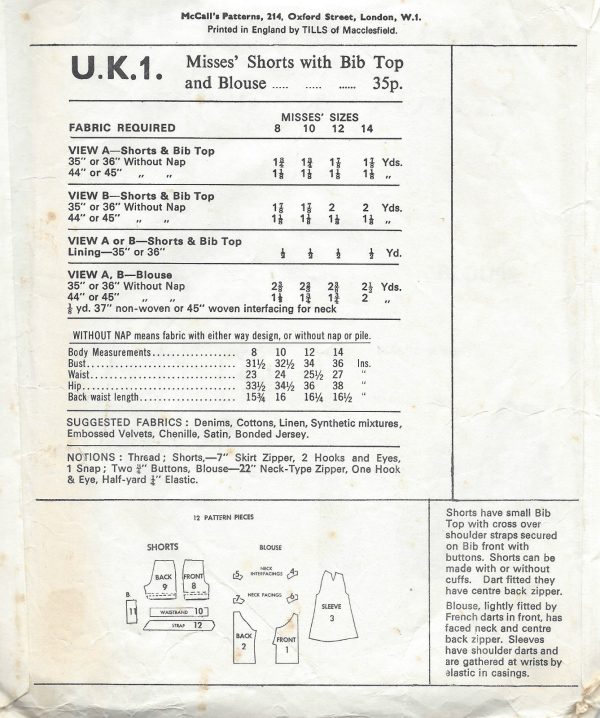 McCall's Patterns, 214, Oxford Street, London, W.1.
Printed in England by TILLS of Macclesfield.
U.K.1. Misses' Shorts with Bib Top
and Blouse ..... ..... ...... 35p.
MISSES' SIZES
FABRIC REQUIRED 8 10 12 14
VIEW A—Shorts & Bib Top
35" or 36" Without Nap 1¾ 1¾ 1⅞ 1⅞ Yds.
44" or 45" „ „ 1⅛ 1⅛ 1⅛ 1⅛ „
VIEW B—Shorts & Bib Top
35" or 36" Without Nap 1⅞ 1⅞ 2 2 Yds.
44" or 45" „ „ 1⅛ 1⅛ 1⅛ 1⅛ „
VIEW A or B—Shorts & Bib Top
Lining—35" or 36" ½ ½ ½ ½ Yd.
VIEW A, B—Blouse
35" or 36" Without Nap 2⅜ 2⅜ 2⅜ 2½ Yds.
44" or 45" „ „ 1¾ 1¾ 2 „
⅛ yd. 37" non-woven or 45" woven interfacing for neck
WITHOUT NAP means fabric with either way design, or without nap or pile.
Body Measurements.................. 8 10 12 14
Bust.................................... 31½ 32½ 34 36 Ins.
Waist................................... 23 24 25½ 27 "
Hip..................................... 33½ 34½ 36 38 "
Back waist length................... 15¾ 16 16¼ 16½ "
SUGGESTED FABRICS : Denims, Cottons, Linen, Synthetic mixtures,
Embossed Velvets, Chenille, Satin, Bonded Jersey.
NOTIONS : Thread ; Shorts,—7" Skirt Zipper, 2 Hooks and Eyes,
1 Snap ; Two ¾" Buttons, Blouse—22" Neck-Type Zipper, One Hook
& Eye, Half-yard ¼" Elastic.
12 PATTERN PIECES
SHORTS
BACK
9
FRONT
8
B.
11
WAISTBAND 10
STRAP 12
BLOUSE
5 NECK INTERFACINGS 4
7 NECK FACINGS 6
BACK
2
FRONT
1
SLEEVE
3
Shorts have small Bib
Top with cross over
shoulder straps secured
on Bib front with
buttons. Shorts can be
made with or without
cuffs. Dart fitted they
have centre back zipper.
Blouse, lightly fitted by
French darts in front, has
faced neck and centre
back zipper. Sleeves
have shoulder darts and
are gathered at wrists by
elastic in casings.